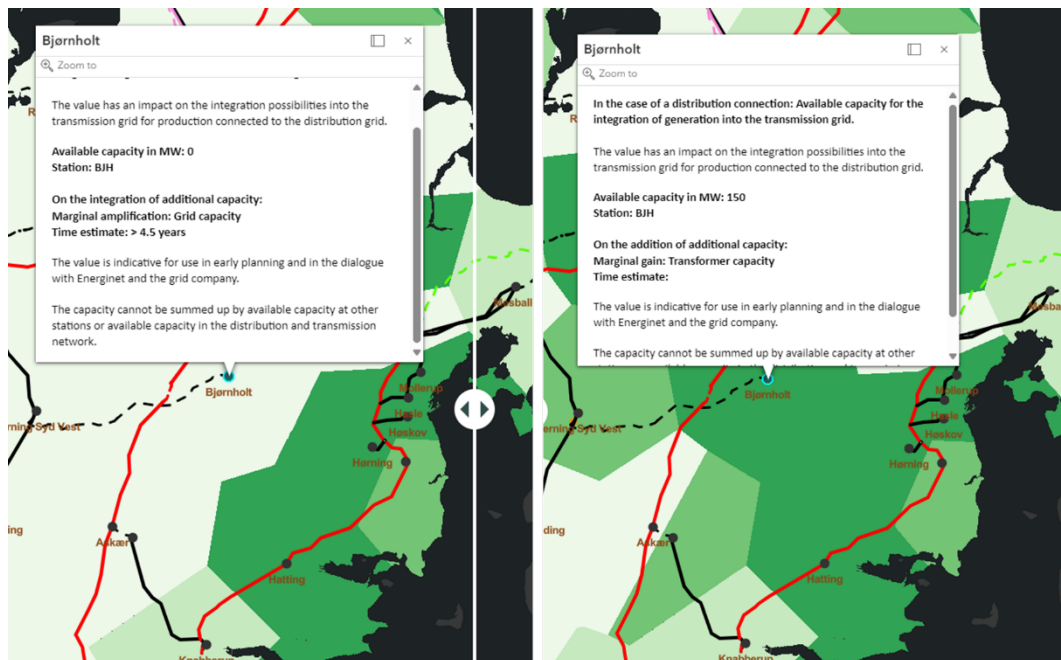 Bjørnholt
Zoom to
The value has an impact on the integration possibilities into the
transmission grid for production connected to the distribution grid.
Available capacity in MW: 0
Station: BJH
On the integration of additional capacity:
Marginal amplification: Grid capacity
Time estimate: > 4.5 years
The value is indicative for use in early planning and in the dialogue
with Energinet and the grid company.
The capacity cannot be summed up by available capacity at other
stations or available capacity in the distribution and transmission
network.
R
Bjørnholt
erning Syd Vest
Mesball
Mollerup
Hasle
Høskov
Hørning
ing
Askær
Hatting
Knabberup
Bjørnholt
Zoom to
In the case of a distribution connection: Available capacity for the
integration of generation into the transmission grid.
The value has an impact on the integration possibilities into the
transmission grid for production connected to the distribution grid.
Available capacity in MW: 150
Station: BJH
On the addition of additional capacity:
Marginal gain: Transformer capacity
Time estimate:
The value is indicative for use in early planning and in the dialogue
with Energinet and the grid company.
The capacity cannot be summed up by available capacity at other
R
Bjørnholt
erning Syd Vest
Mesba
Mollerup
Hasle
Høskov
Hørning
ding
Askær
Hatting
Knabberup